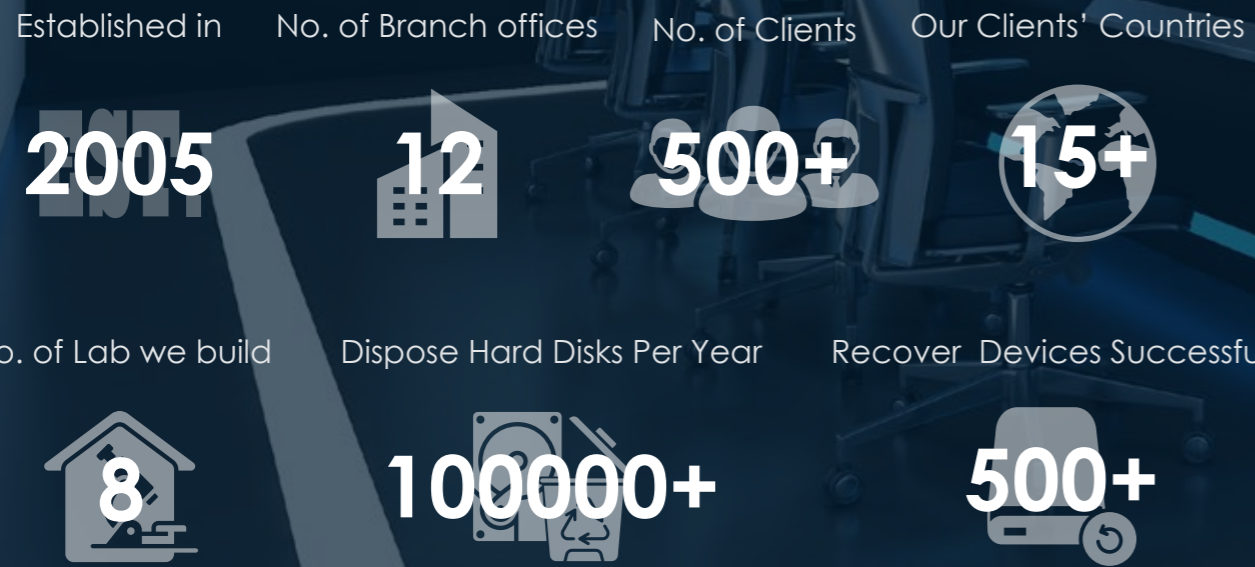 Established in
No. of Branch offices
No. of Clients
Our Clients' Countries
2005
12
500+
15+
of Lab we build
Dispose Hard Disks Per Year
Recover Devices
8
100000+
500+